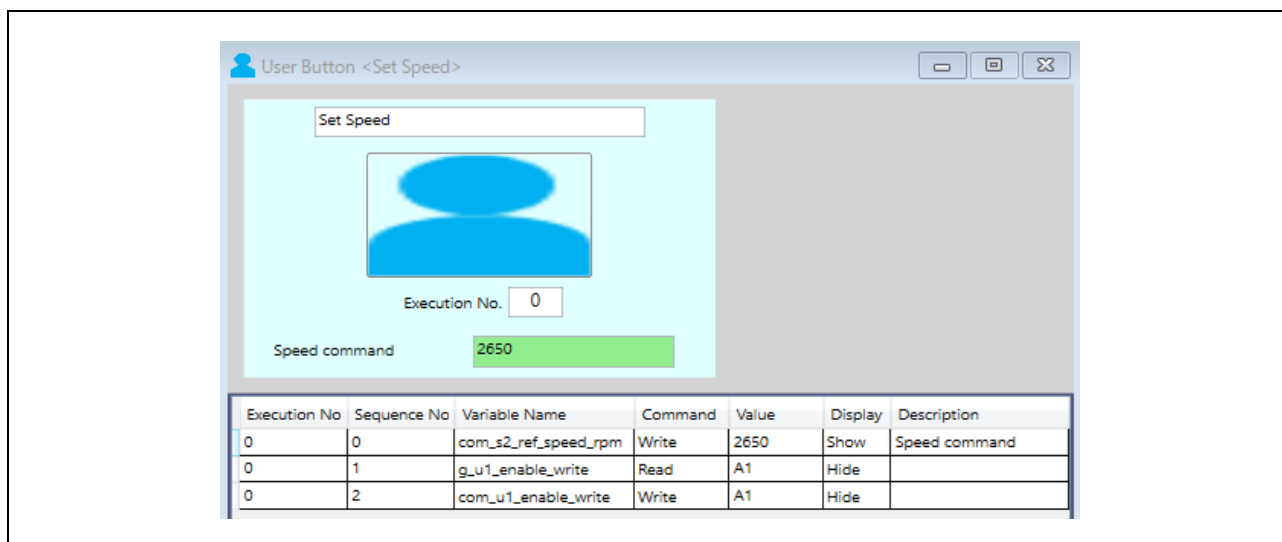 User Button <Set Speed>
Set Speed
Execution No. 0
Speed command 2650
Execution No Sequence No Variable Name Command Value Display Description
0 0 com_s2_ref_speed_rpm Write 2650 Show Speed command
0 1 g_u1_enable_write Read A1 Hide
0 2 com_u1_enable_write Write A1 Hide